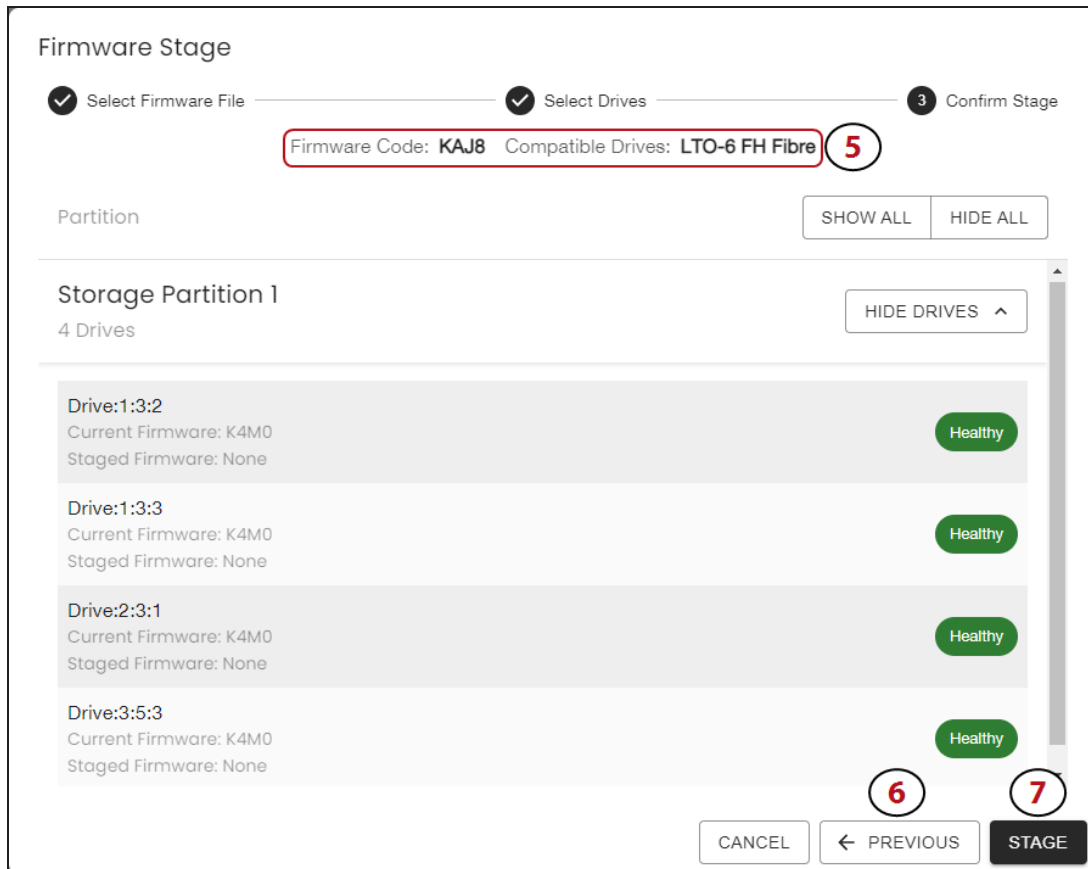 Firmware Stage
Select Firmware File Select Drives 3 Confirm Stage
Firmware Code: KAJ8 Compatible Drives: LTO-6 FH Fibre 5
Partition SHOW ALL HIDE ALL
Storage Partition 1
4 Drives
HIDE DRIVES
Drive:1:3:2
Current Firmware: K4M0
Staged Firmware: None
Healthy
Drive:1:3:3
Current Firmware: K4M0
Staged Firmware: None
Healthy
Drive:2:3:1
Current Firmware: K4M0
Staged Firmware: None
Healthy
Drive:3:5:3
Current Firmware: K4M0
Staged Firmware: None
Healthy
6 7
CANCEL PREVIOUS STAGE